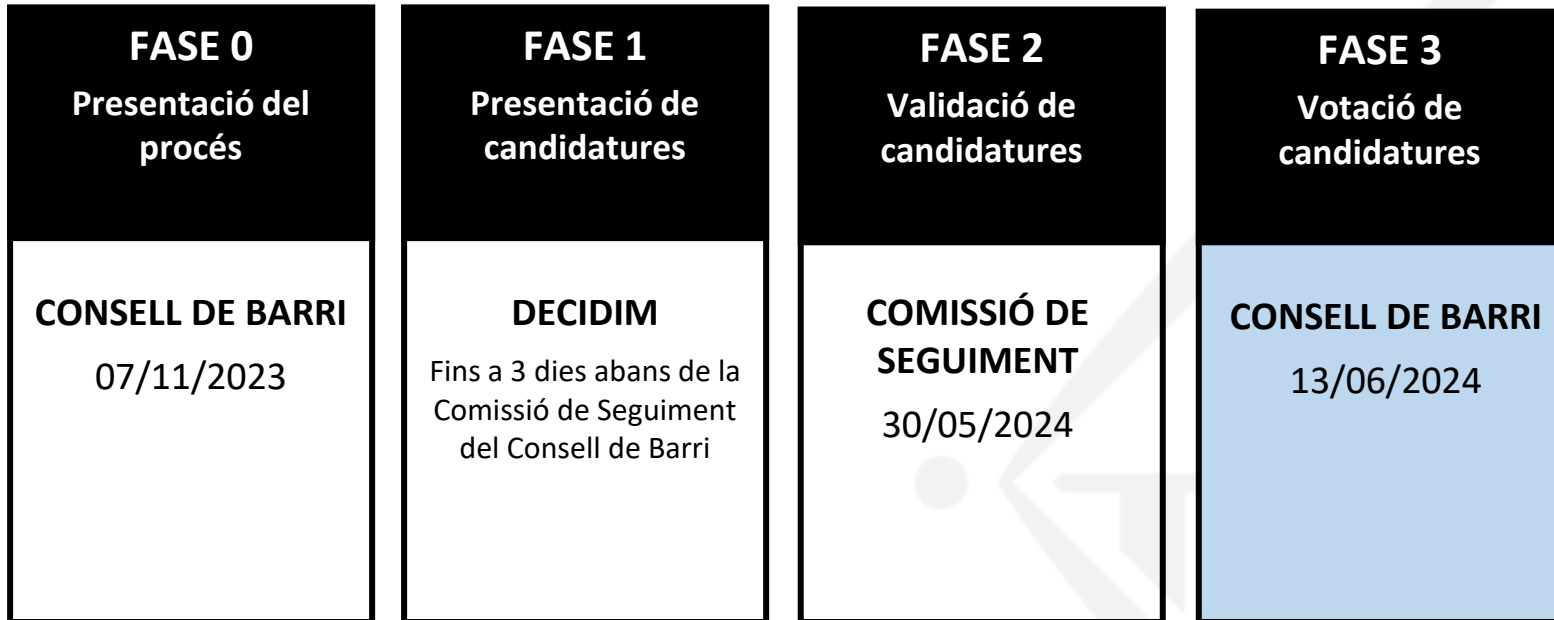 FASE 0
Presentació del
procés
CONSELL DE BARRI
07/11/2023
FASE 1
Presentació de
candidatures
DECIDIM
Fins a 3 dies abans de la
Comissió de Seguiment
del Consell de Barri
FASE 2
Validació de
candidatures
COMISSIÓ DE
SEGUIMENT
30/05/2024
FASE 3
Votació de
candidatures
CONSELL DE BARRI
13/06/2024